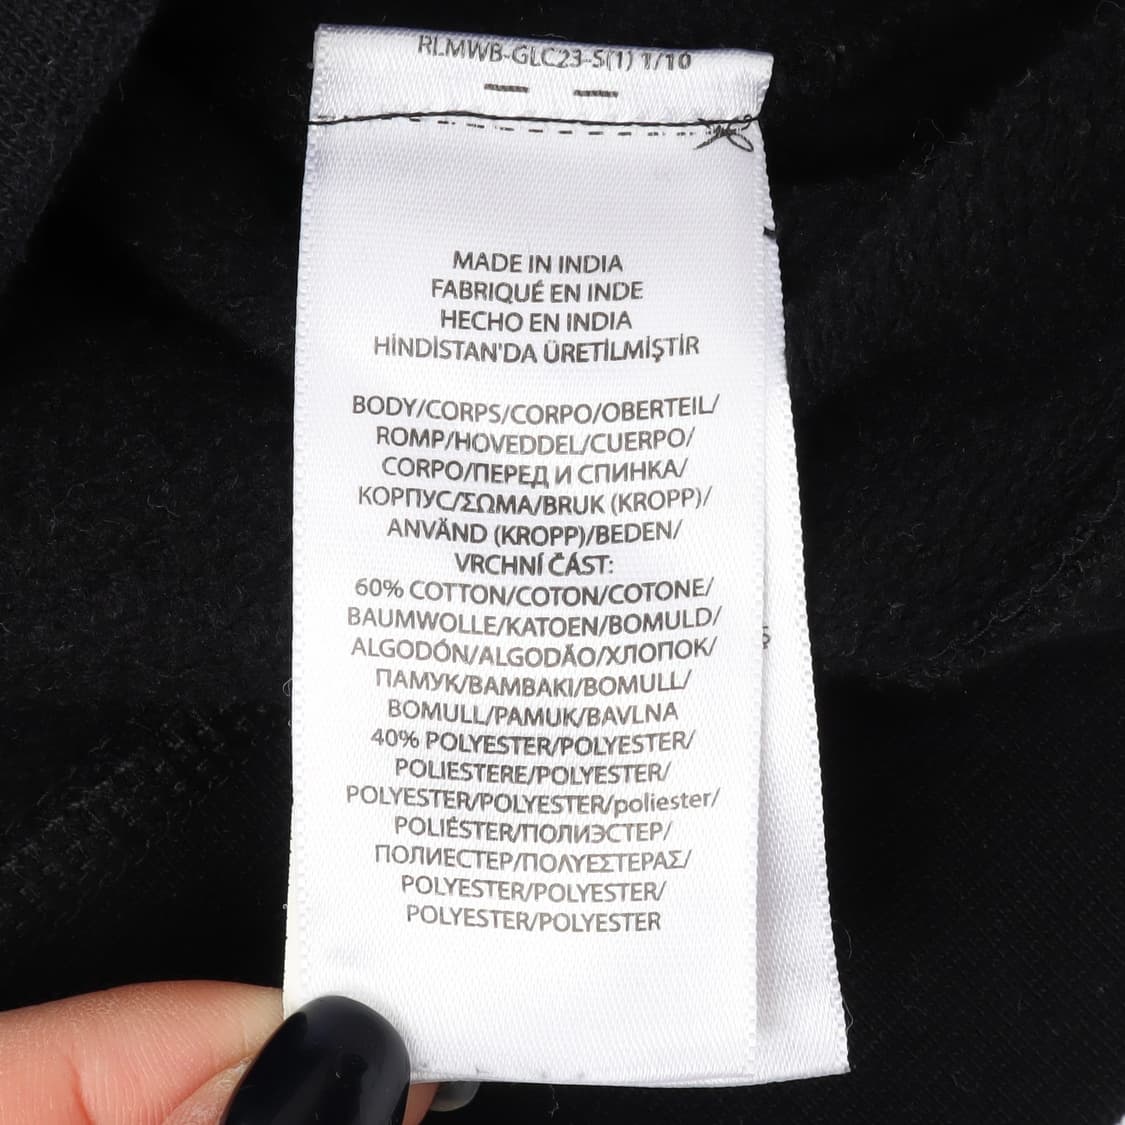 RLMWB-GLC23-S(1) 1/10
MADE IN INDIA
FABRIQUÉ EN INDE
HECHO EN INDIA
HİNDİSTAN'DA ÜRETİLMİŞTİR
BODY/CORPS/CORPO/OBERTEIL/
ROMP/HOVEDDEL/CUERPO/
CORPO/ПЕРЕД И СПИНКА/
КОРПУС/ΣΩΜΑ/BRUK (KROPP)/
ANVÄND (KROPP)/BEDEN/
VRCHNÍ ČÁST:
60% COTTON/COTON/COTONE/
BAUMWOLLE/KATOEN/BOMULD/
ALGODÓN/ALGODÃO/ХЛОПОК/
ПАМУК/ΒΑΜΒΑΚΙ/BOMULL/
BOMULL/PAMUK/BAVLNA
40% POLYESTER/POLYESTER/
POLIESTERE/POLYESTER/
POLYESTER/POLYESTER/poliester/
POLIÉSTER/ПОЛИЭСТЕР/
ПОЛИЕСТЕР/ΠΟΛΥΕΣΤΕΡΑΣ/
POLYESTER/POLYESTER/
POLYESTER/POLYESTER